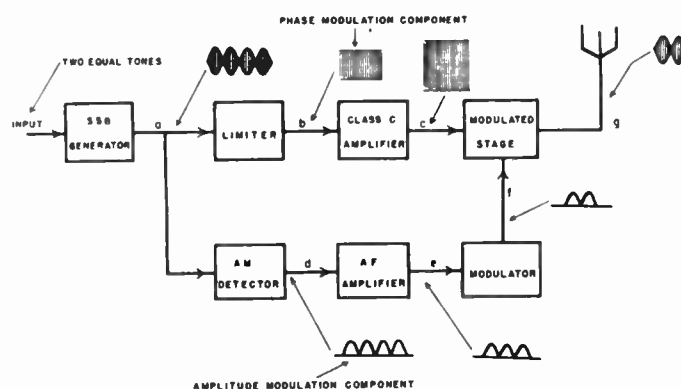 PHASE MODULATION COMPONENT
TWO EQUAL TONES
INPUT
SSB
GENERATOR
a
LIMITER
b
CLASS C
AMPLIFIER
c
MODULATED
STAGE
g
f
AM
DETECTOR
d
AF
AMPLIFIER
e
MODULATOR
AMPLITUDE MODULATION COMPONENT